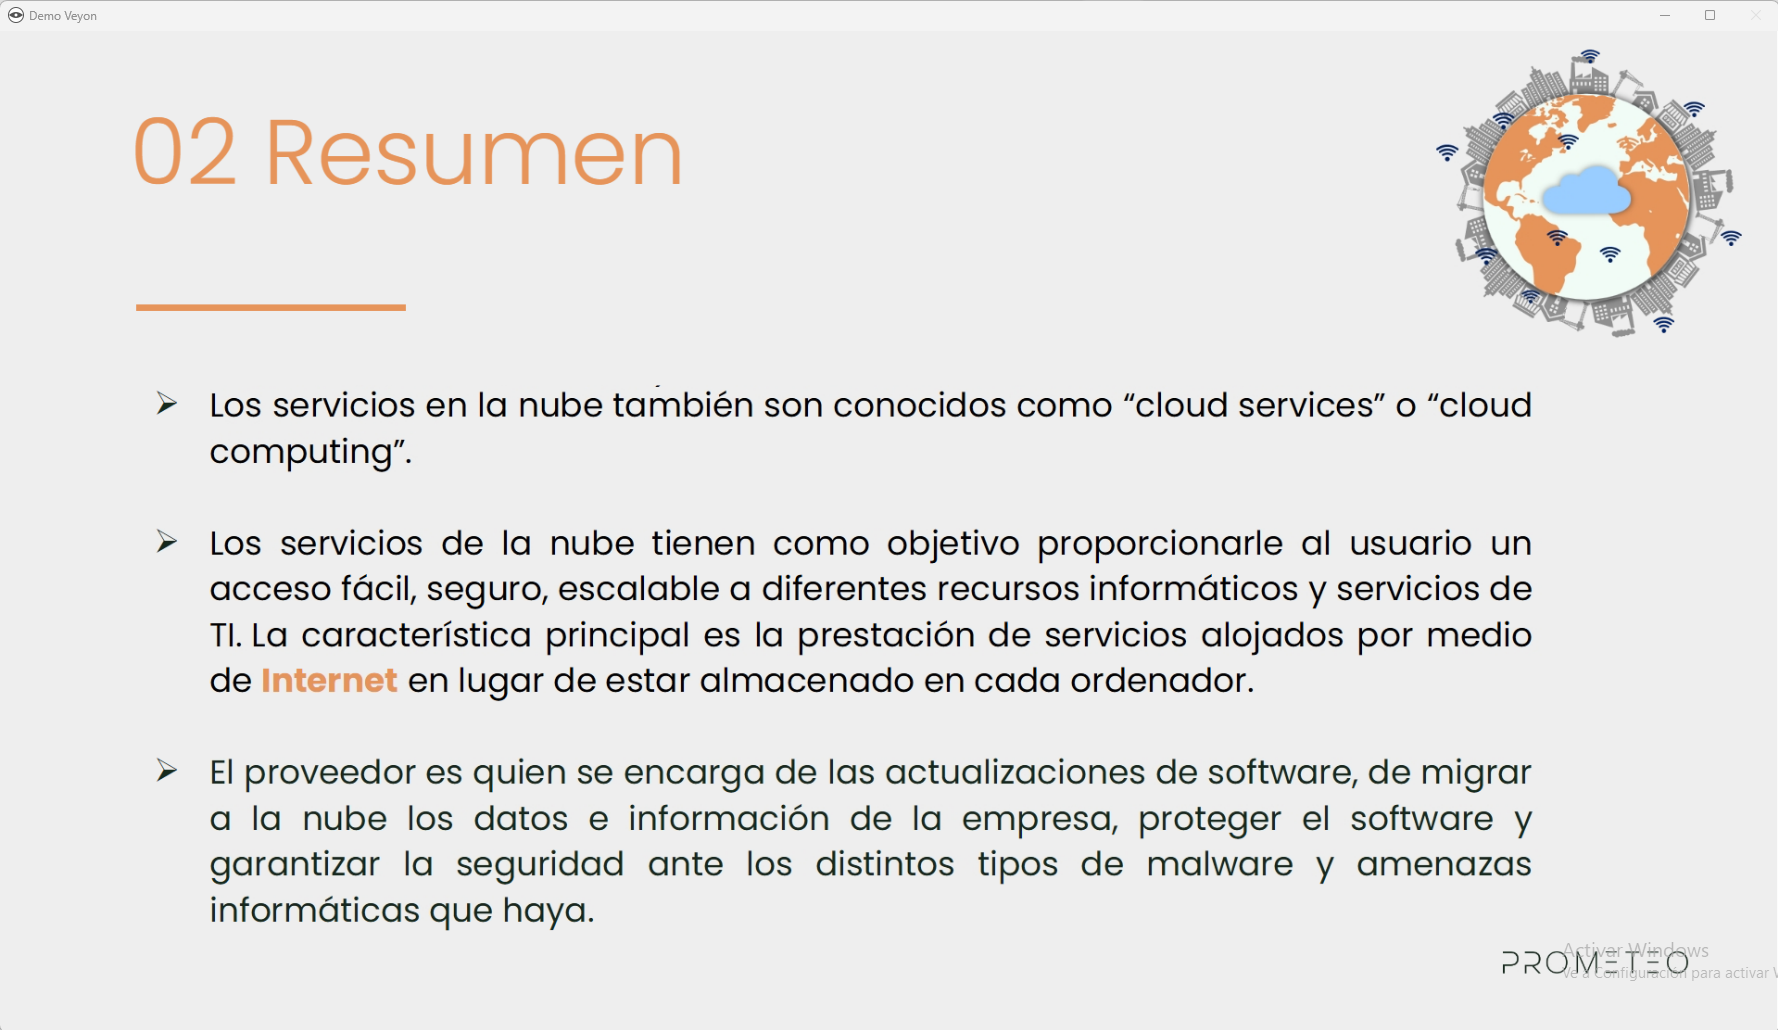 Demo Veyon
02 Resumen
Los servicios en la nube también son conocidos como “cloud services” o “cloud
computing”.
Los servicios de la nube tienen como objetivo proporcionarle al usuario un
acceso fácil, seguro, escalable a diferentes recursos informáticos y servicios de
TI. La característica principal es la prestación de servicios alojados por medio
de Internet en lugar de estar almacenado en cada ordenador.
El proveedor es quien se encarga de las actualizaciones de software, de migrar
a la nube los datos e información de la empresa, proteger el software y
garantizar la seguridad ante los distintos tipos de malware y amenazas
informáticas que haya.
Activar Windows
PROMETEO
Ve a Configuración para activar